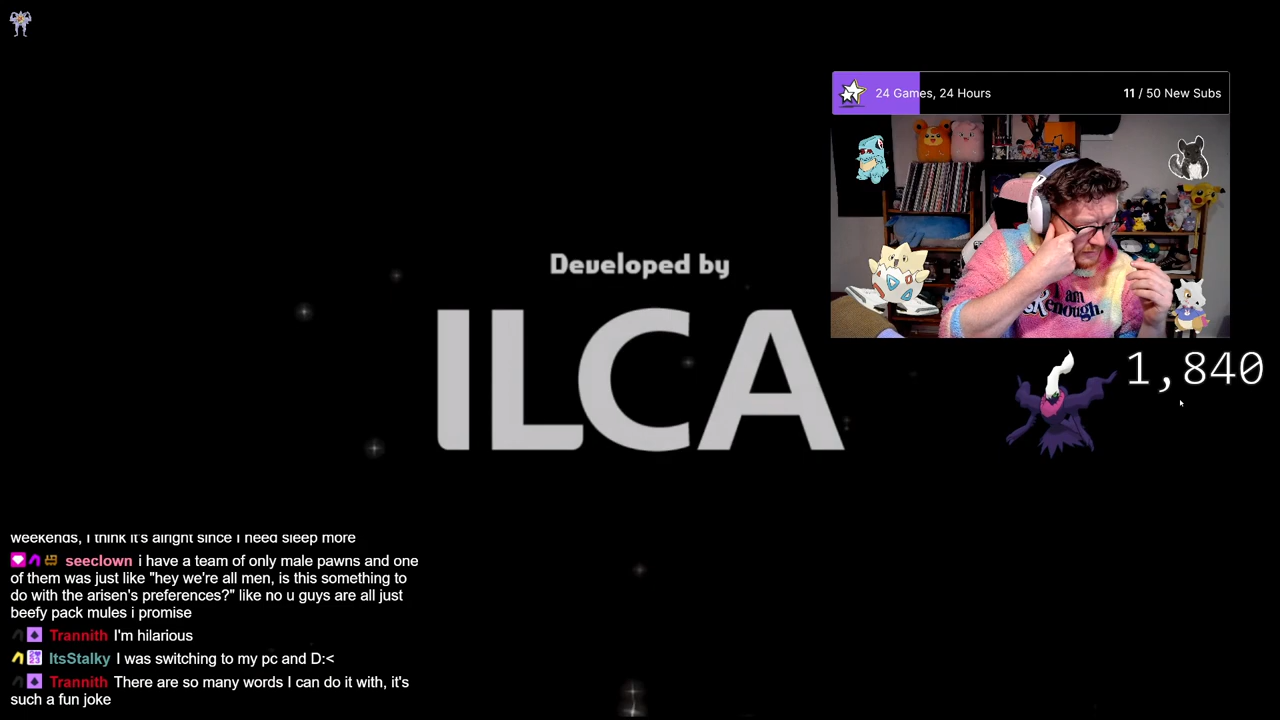 24 Games, 24 Hours 11 / 50 New Subs
I am
Kenough.
1,840
Developed by
ILCA
weekends, I think it's alright since I need sleep more
seeclown i have a team of only male pawns and one
of them was just like "hey we're all men, is this something to
do with the arisen's preferences?" like no u guys are all just
beefy pack mules i promise
Trannith I'm hilarious
ItsStalky I was switching to my pc and D:<
Trannith There are so many words I can do it with, it's
such a fun joke